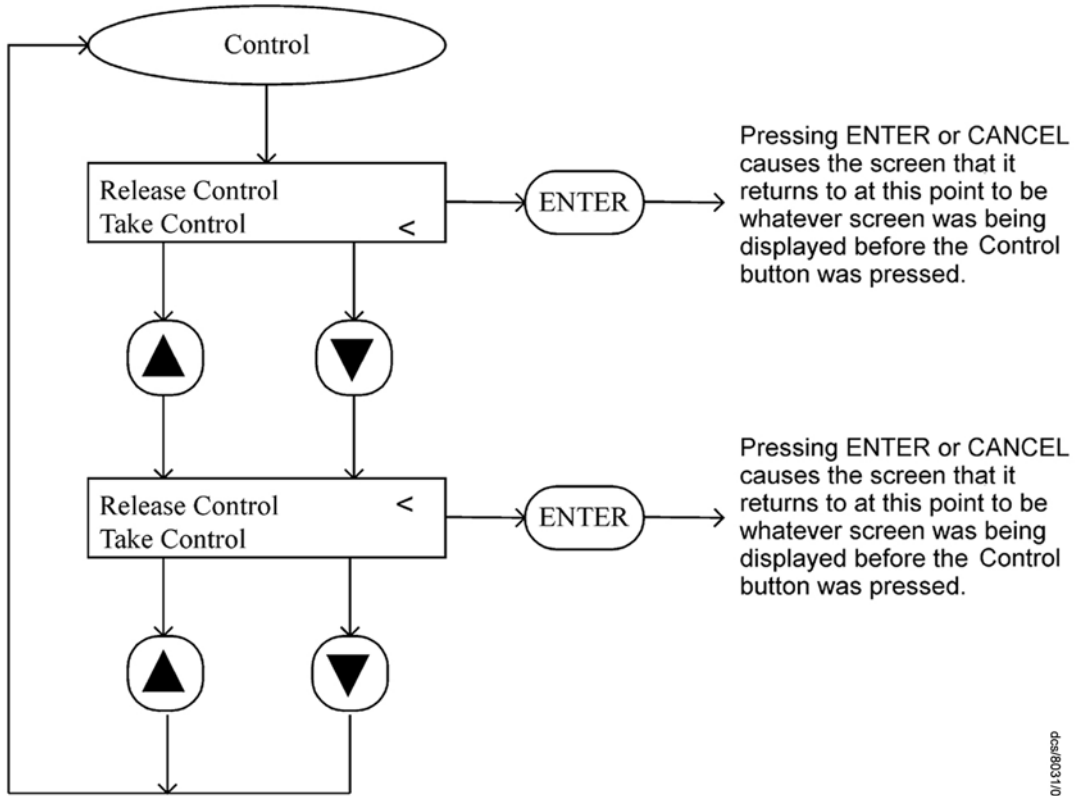 Control
Release Control
Take Control <
ENTER
Pressing ENTER or CANCEL
causes the screen that it
returns to at this point to be
whatever screen was being
displayed before the Control
button was pressed.
Release Control <
Take Control
ENTER
Pressing ENTER or CANCEL
causes the screen that it
returns to at this point to be
whatever screen was being
displayed before the Control
button was pressed.
dcs/8031/0